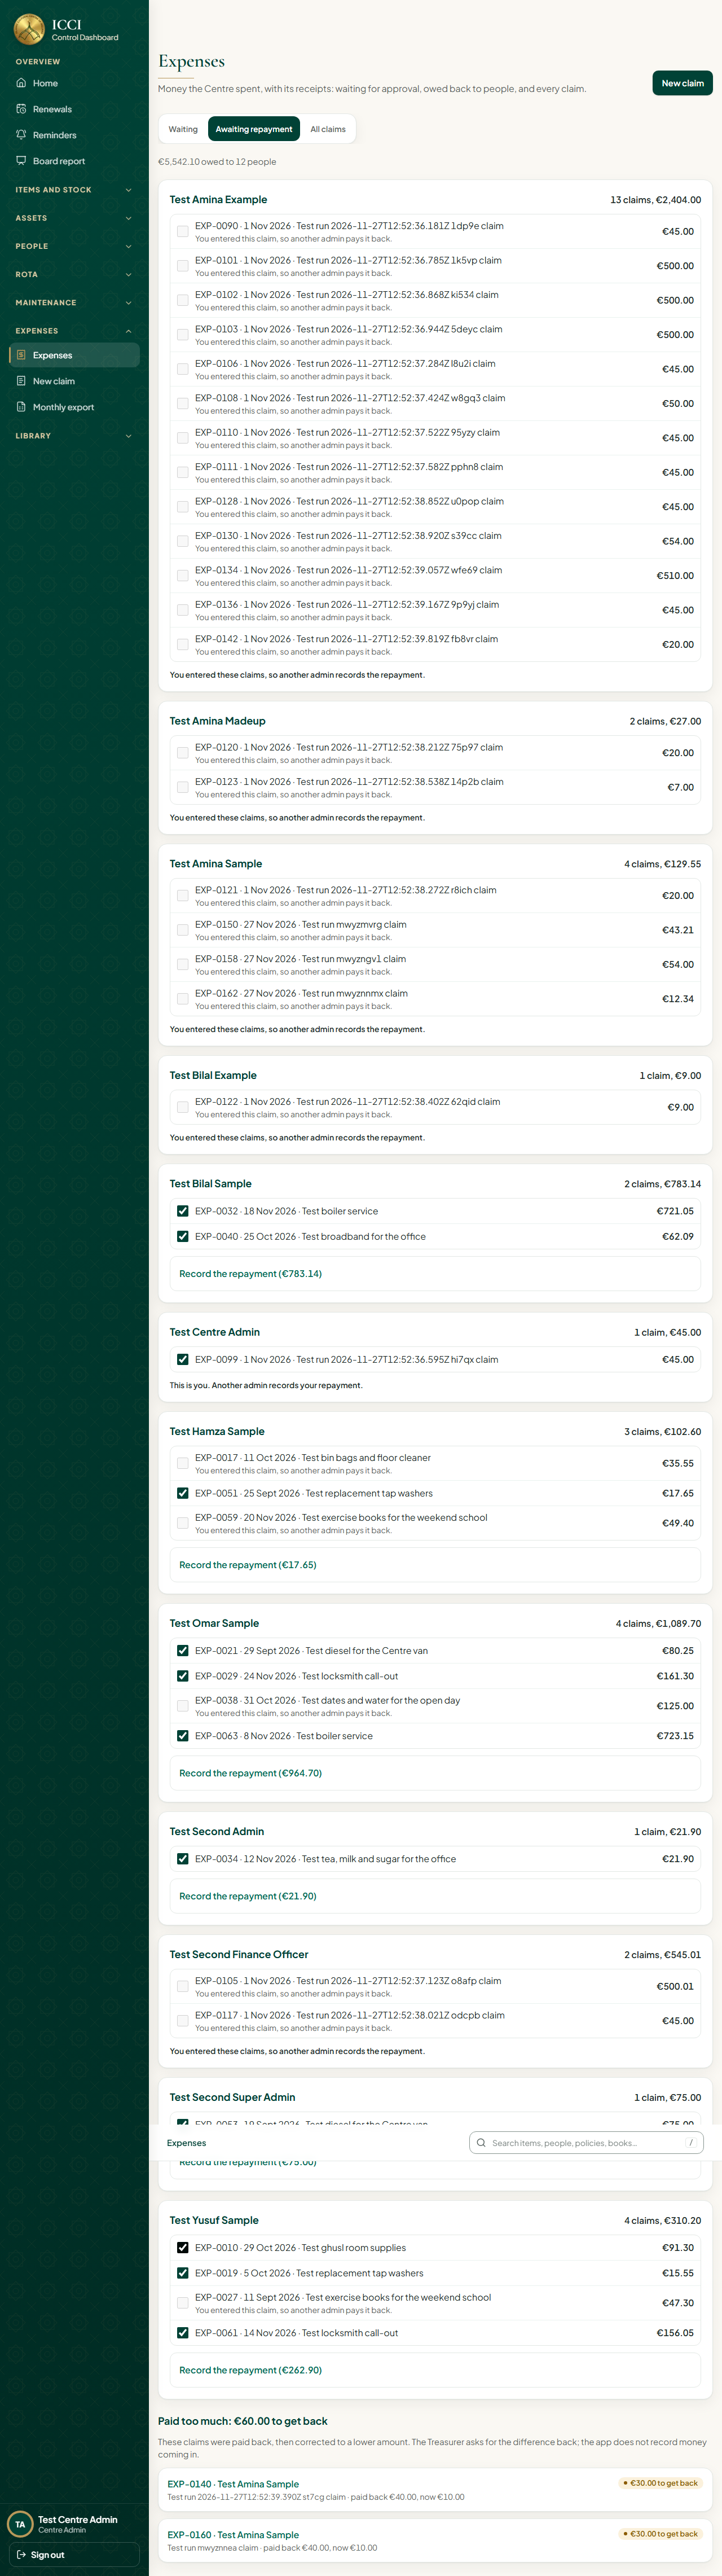 ICCI
Control Dashboard
OVERVIEW
Home
Renewals
Reminders
Board report
ITEMS AND STOCK
ASSETS
PEOPLE
ROTA
MAINTENANCE
EXPENSES
Expenses
New claim
Monthly export
LIBRARY
Expenses
Money the Centre spent, with its receipts: waiting for approval, owed back to people, and every claim.
New claim
Waiting
Awaiting repayment
All claims
€5,542.10 owed to 12 people
Test Amina Example
13 claims, €2,404.00
EXP-0090 · 1 Nov 2026 · Test run 2026-11-27T12:52:36.181Z 1dp9e claim
You entered this claim, so another admin pays it back.
€45.00
EXP-0101 · 1 Nov 2026 · Test run 2026-11-27T12:52:36.785Z 1k5vp claim
You entered this claim, so another admin pays it back.
€500.00
EXP-0102 · 1 Nov 2026 · Test run 2026-11-27T12:52:36.868Z ki534 claim
You entered this claim, so another admin pays it back.
€500.00
EXP-0103 · 1 Nov 2026 · Test run 2026-11-27T12:52:36.944Z 5deyc claim
You entered this claim, so another admin pays it back.
€500.00
EXP-0106 · 1 Nov 2026 · Test run 2026-11-27T12:52:37.284Z l8u2i claim
You entered this claim, so another admin pays it back.
€45.00
EXP-0108 · 1 Nov 2026 · Test run 2026-11-27T12:52:37.424Z w8gq3 claim
You entered this claim, so another admin pays it back.
€50.00
EXP-0110 · 1 Nov 2026 · Test run 2026-11-27T12:52:37.522Z 95yzy claim
You entered this claim, so another admin pays it back.
€45.00
EXP-0111 · 1 Nov 2026 · Test run 2026-11-27T12:52:37.582Z pphn8 claim
You entered this claim, so another admin pays it back.
€45.00
EXP-0128 · 1 Nov 2026 · Test run 2026-11-27T12:52:38.852Z u0pop claim
You entered this claim, so another admin pays it back.
€45.00
EXP-0130 · 1 Nov 2026 · Test run 2026-11-27T12:52:38.920Z s39cc claim
You entered this claim, so another admin pays it back.
€54.00
EXP-0134 · 1 Nov 2026 · Test run 2026-11-27T12:52:39.057Z wfe69 claim
You entered this claim, so another admin pays it back.
€510.00
EXP-0136 · 1 Nov 2026 · Test run 2026-11-27T12:52:39.167Z 9p9yj claim
You entered this claim, so another admin pays it back.
€45.00
EXP-0142 · 1 Nov 2026 · Test run 2026-11-27T12:52:39.819Z fb8vr claim
You entered this claim, so another admin pays it back.
€20.00
You entered these claims, so another admin records the repayment.
Test Amina Madeup
2 claims, €27.00
EXP-0120 · 1 Nov 2026 · Test run 2026-11-27T12:52:38.212Z 75p97 claim
You entered this claim, so another admin pays it back.
€20.00
EXP-0123 · 1 Nov 2026 · Test run 2026-11-27T12:52:38.538Z 14p2b claim
You entered this claim, so another admin pays it back.
€7.00
You entered these claims, so another admin records the repayment.
Test Amina Sample
4 claims, €129.55
EXP-0121 · 1 Nov 2026 · Test run 2026-11-27T12:52:38.272Z r8ich claim
You entered this claim, so another admin pays it back.
€20.00
EXP-0150 · 27 Nov 2026 · Test run mwyzmvrg claim
You entered this claim, so another admin pays it back.
€43.21
EXP-0158 · 27 Nov 2026 · Test run mwyzngv1 claim
You entered this claim, so another admin pays it back.
€54.00
EXP-0162 · 27 Nov 2026 · Test run mwyznnmx claim
You entered this claim, so another admin pays it back.
€12.34
You entered these claims, so another admin records the repayment.
Test Bilal Example
1 claim, €9.00
EXP-0122 · 1 Nov 2026 · Test run 2026-11-27T12:52:38.402Z 62qid claim
You entered this claim, so another admin pays it back.
€9.00
You entered these claims, so another admin records the repayment.
Test Bilal Sample
2 claims, €783.14
EXP-0032 · 18 Nov 2026 · Test boiler service
€721.05
EXP-0040 · 25 Oct 2026 · Test broadband for the office
€62.09
Record the repayment (€783.14)
Test Centre Admin
1 claim, €45.00
EXP-0099 · 1 Nov 2026 · Test run 2026-11-27T12:52:36.595Z hi7qx claim
€45.00
This is you. Another admin records your repayment.
Test Hamza Sample
3 claims, €102.60
EXP-0017 · 11 Oct 2026 · Test bin bags and floor cleaner
You entered this claim, so another admin pays it back.
€35.55
EXP-0051 · 25 Sept 2026 · Test replacement tap washers
€17.65
EXP-0059 · 20 Nov 2026 · Test exercise books for the weekend school
You entered this claim, so another admin pays it back.
€49.40
Record the repayment (€17.65)
Test Omar Sample
4 claims, €1,089.70
EXP-0021 · 29 Sept 2026 · Test diesel for the Centre van
€80.25
EXP-0029 · 24 Nov 2026 · Test locksmith call-out
€161.30
EXP-0038 · 31 Oct 2026 · Test dates and water for the open day
You entered this claim, so another admin pays it back.
€125.00
EXP-0063 · 8 Nov 2026 · Test boiler service
€723.15
Record the repayment (€964.70)
Test Second Admin
1 claim, €21.90
EXP-0034 · 12 Nov 2026 · Test tea, milk and sugar for the office
€21.90
Record the repayment (€21.90)
Test Second Finance Officer
2 claims, €545.01
EXP-0105 · 1 Nov 2026 · Test run 2026-11-27T12:52:37.123Z o8afp claim
You entered this claim, so another admin pays it back.
€500.01
EXP-0117 · 1 Nov 2026 · Test run 2026-11-27T12:52:38.021Z odcpb claim
You entered this claim, so another admin pays it back.
€45.00
You entered these claims, so another admin records the repayment.
Test Second Super Admin
1 claim, €75.00
EXP-0053 · 19 Sept 2026 · Test diesel for the Centre van
€75.00
Expenses
Search items, people, policies, books…
/
Record the repayment (€75.00)
Test Yusuf Sample
4 claims, €310.20
EXP-0010 · 29 Oct 2026 · Test ghusl room supplies
€91.30
EXP-0019 · 5 Oct 2026 · Test replacement tap washers
€15.55
EXP-0027 · 11 Sept 2026 · Test exercise books for the weekend school
You entered this claim, so another admin pays it back.
€47.30
EXP-0061 · 14 Nov 2026 · Test locksmith call-out
€156.05
Record the repayment (€262.90)
Paid too much: €60.00 to get back
These claims were paid back, then corrected to a lower amount. The Treasurer asks for the difference back; the app does not record money
coming in.
EXP-0140 · Test Amina Sample
€30.00 to get back
Test run 2026-11-27T12:52:39.390Z st7cg claim · paid back €40.00, now €10.00
EXP-0160 · Test Amina Sample
€30.00 to get back
Test run mwyznnea claim · paid back €40.00, now €10.00
TA
Test Centre Admin
Centre Admin
Sign out